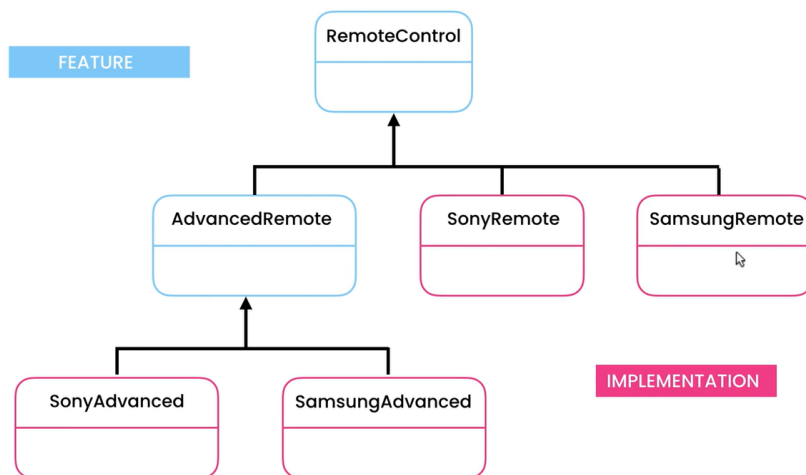 RemoteControl
FEATURE
AdvancedRemote
SonyRemote
SamsungRemote
IMPLEMENTATION
SonyAdvanced
SamsungAdvanced